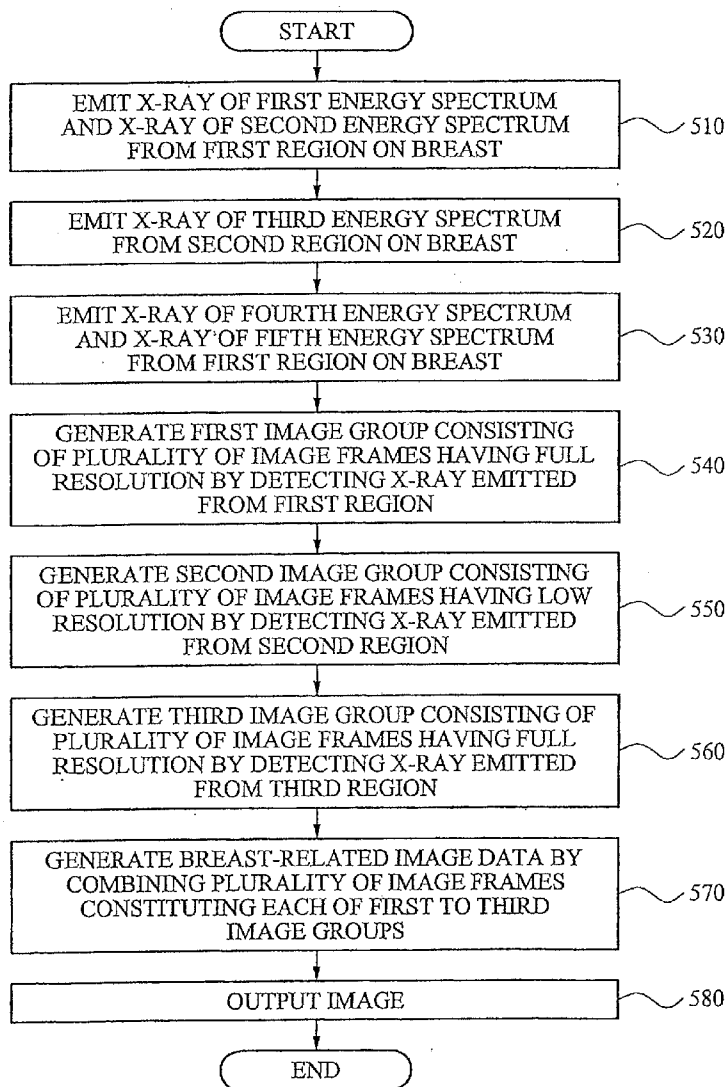 START
EMIT X-RAY OF FIRST ENERGY SPECTRUM
AND X-RAY OF SECOND ENERGY SPECTRUM
FROM FIRST REGION ON BREAST
510
EMIT X-RAY OF THIRD ENERGY SPECTRUM
FROM SECOND REGION ON BREAST
520
EMIT X-RAY OF FOURTH ENERGY SPECTRUM
AND X-RAY OF FIFTH ENERGY SPECTRUM
FROM FIRST REGION ON BREAST
530
GENERATE FIRST IMAGE GROUP CONSISTING
OF PLURALITY OF IMAGE FRAMES HAVING FULL
RESOLUTION BY DETECTING X-RAY EMITTED
FROM FIRST REGION
540
GENERATE SECOND IMAGE GROUP CONSISTING
OF PLURALITY OF IMAGE FRAMES HAVING LOW
RESOLUTION BY DETECTING X-RAY EMITTED
FROM SECOND REGION
550
GENERATE THIRD IMAGE GROUP CONSISTING OF
PLURALITY OF IMAGE FRAMES HAVING FULL
RESOLUTION BY DETECTING X-RAY EMITTED
FROM THIRD REGION
560
GENERATE BREAST-RELATED IMAGE DATA BY
COMBINING PLURALITY OF IMAGE FRAMES
CONSTITUTING EACH OF FIRST TO THIRD
IMAGE GROUPS
570
OUTPUT IMAGE
580
END